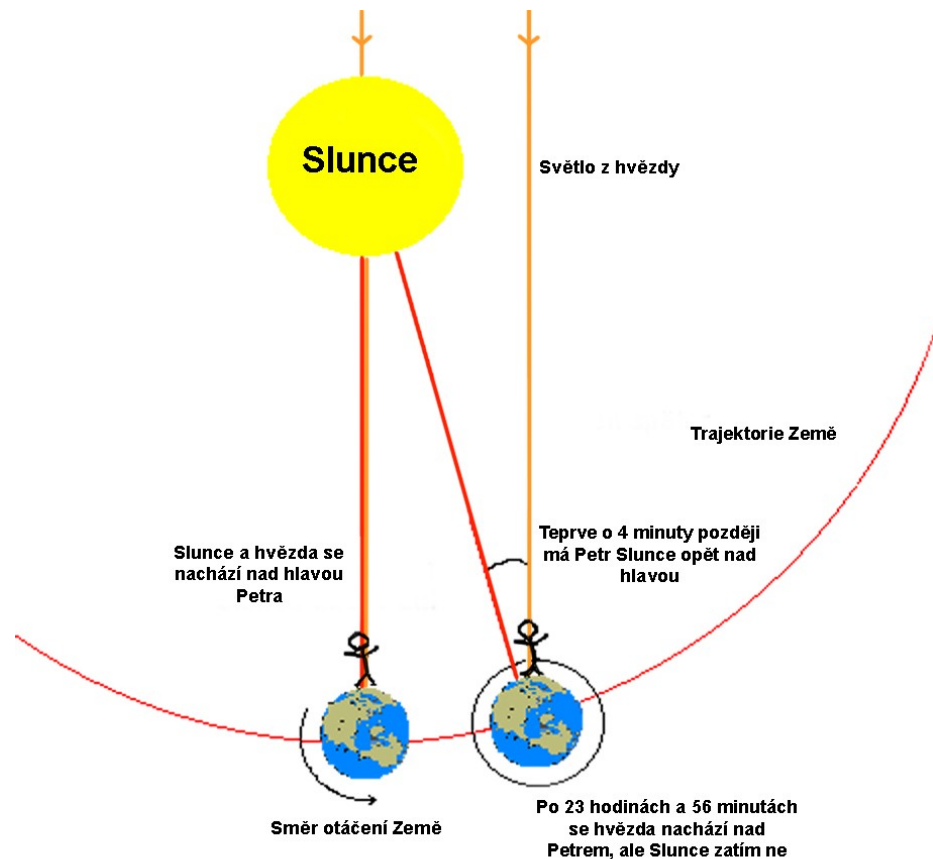 Slunce
Světlo z hvězdy
Trajektorie Země
Teprve o 4 minuty později
má Petr Slunce opět nad
hlavou
Slunce a hvězda se
nachází nad hlavou
Petra
Směr otáčení Země
Po 23 hodinách a 56 minutách
se hvězda nachází nad
Petrem, ale Slunce zatím ne